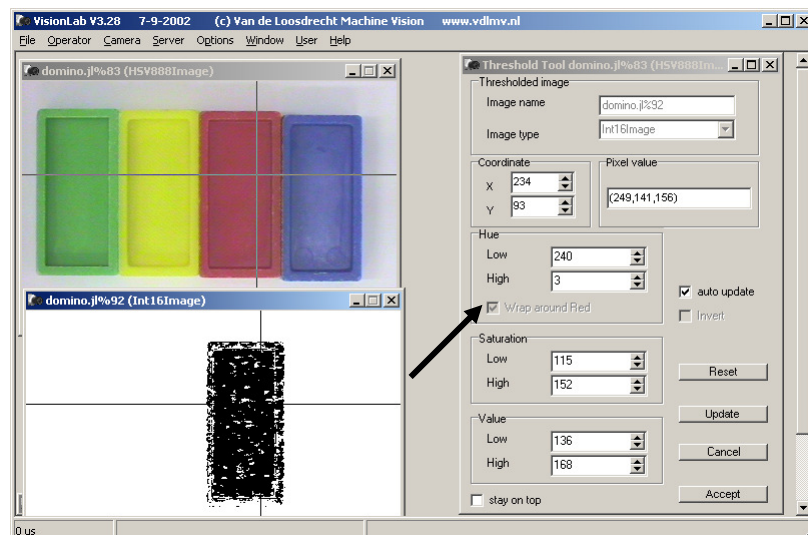 VisionLab V3.28 7-9-2002 (c) Van de Loosdrecht Machine Vision www.vdlmv.nl
File Operator Camera Server Options Window User Help
domino.jl%83 (HSV888Image)
domino.jl%92 (Int16Image)
Threshold Tool domino.jl%83 (HSV888Im...
Thresholded image
Image name domino.jl%92
Image type Int16Image
Coordinate
X 234
Y 93
Pixel value
(249,141,156)
Hue
Low 240
High 3
Wrap around Red
auto update
Invert
Saturation
Low 115
High 152
Reset
Value
Low 136
High 168
Update
Cancel
Accept
stay on top
0 us